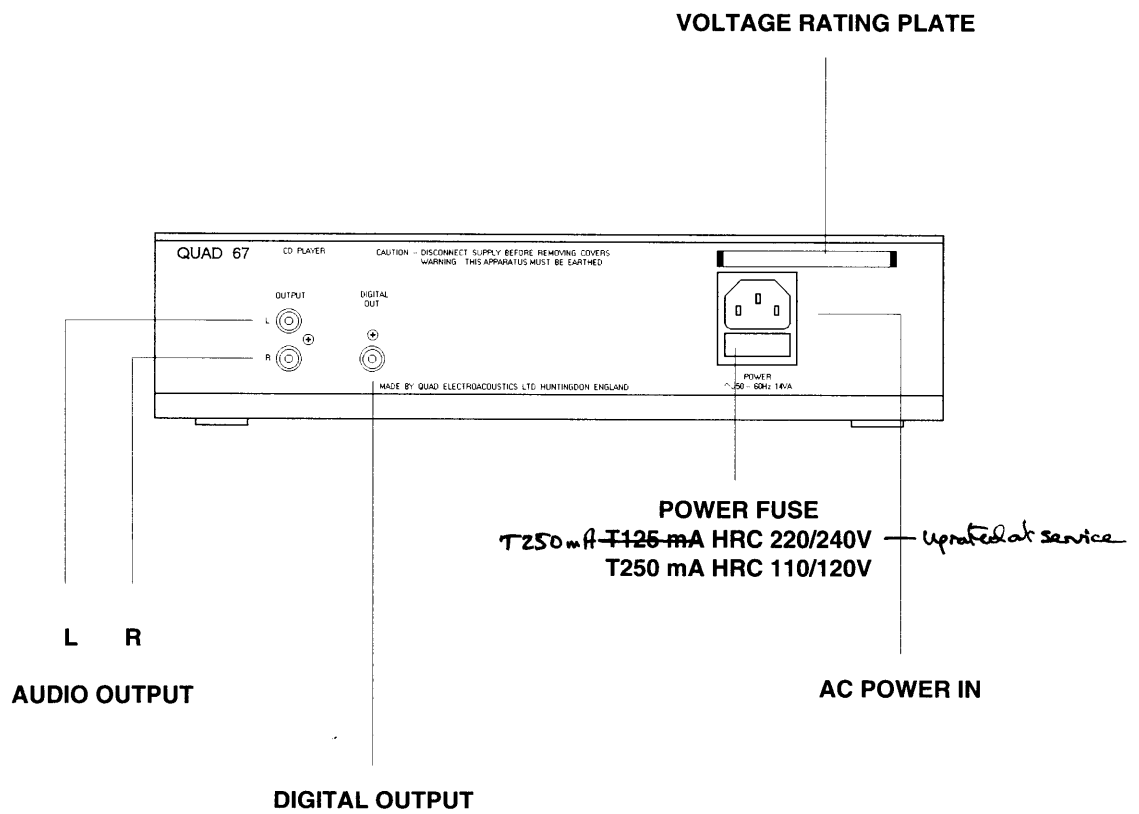 VOLTAGE RATING PLATE
QUAD 67 CD PLAYER CAUTION – DISCONNECT SUPPLY BEFORE REMOVING COVERS
WARNING THIS APPARATUS MUST BE EARTHED
OUTPUT DIGITAL
OUT
L
R
POWER
∿50 – 60Hz 14VA
MADE BY QUAD ELECTROACOUSTICS LTD HUNTINGDON ENGLAND
POWER FUSE
T250mA T125 mA HRC 220/240V — uprated at service
T250 mA HRC 110/120V
L R
AUDIO OUTPUT
AC POWER IN
DIGITAL OUTPUT